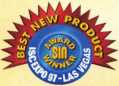 BEST NEW PRODUCT
AWARD
SIN
WINNER
ISC EXPO 97 - LAS VEGAS